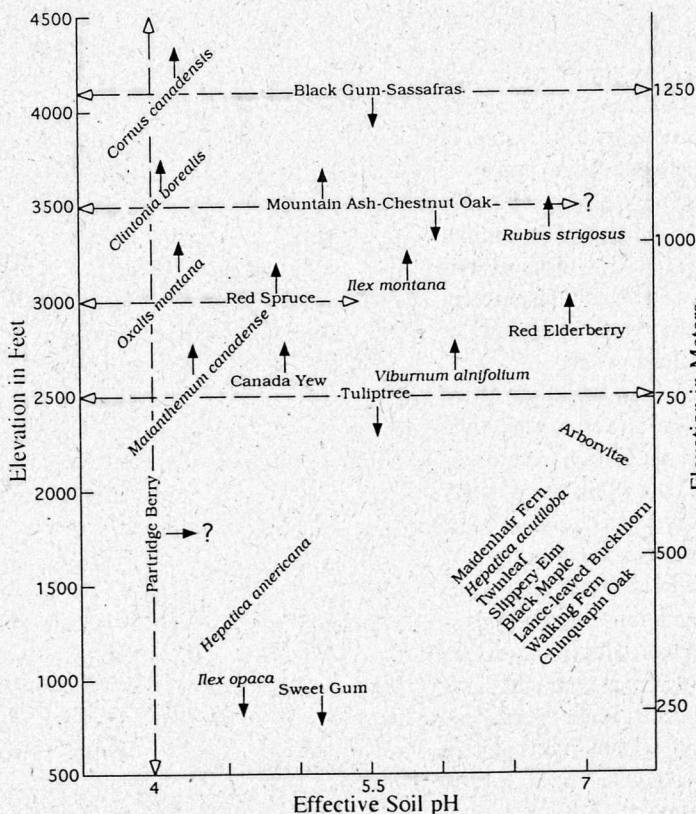 4500
4000
3500
3000
2500
2000
1500
1000
500
Elevation in Feet
1250
1000
750
500
250
4
5.5
7
Effective Soil pH
Cornus canadensis
Black Gum-Sassafras
Clintonia borealis
Mountain Ash-Chestnut Oak
?
Rubus strigosus
Oxalis montana
Ilex montana
Red Spruce
Red Elderberry
Maianthemum canadense
Canada Yew
Viburnum alnifolium
Tuliptree
Arborvitæ
Partridge Berry
?
Maidenhair Fern
Hepatica acutiloba
Twinleaf
Slippery Elm
Black Maple
Lance-leaved Buckthorn
Walking Fern
Chinquapin Oak
Hepatica americana
Ilex opaca
Sweet Gum